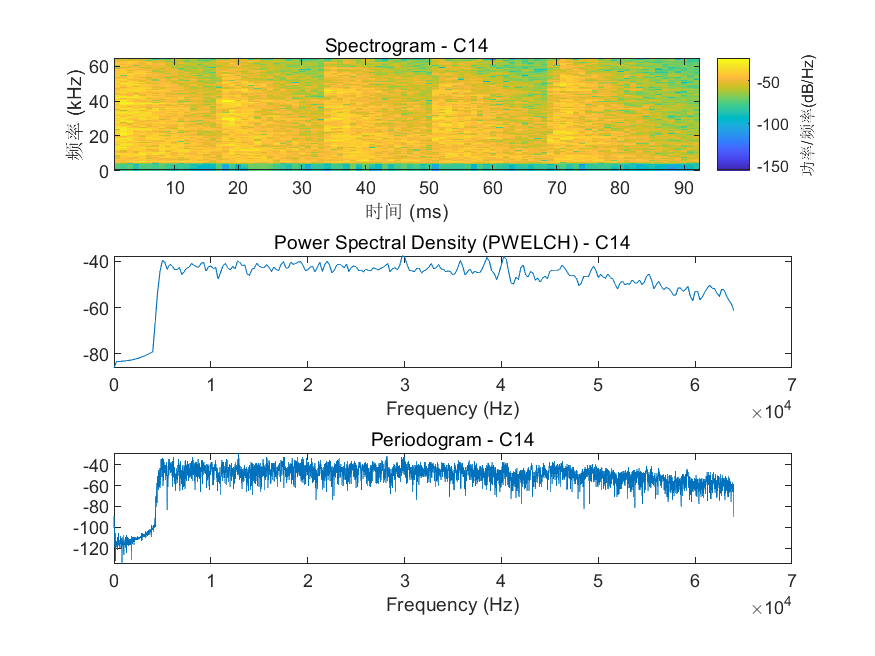 Spectrogram - C14
60
40
20
0
频率 (kHz)
10 20 30 40 50 60 70 80 90
时间 (ms)
-50
-100
-150
功率/频率(dB/Hz)
Power Spectral Density (PWELCH) - C14
-40
-60
-80
0 1 2 3 4 5 6 7
Frequency (Hz)
×10⁴
Periodogram - C14
-40
-60
-80
-100
-120
0 1 2 3 4 5 6 7
Frequency (Hz)
×10⁴